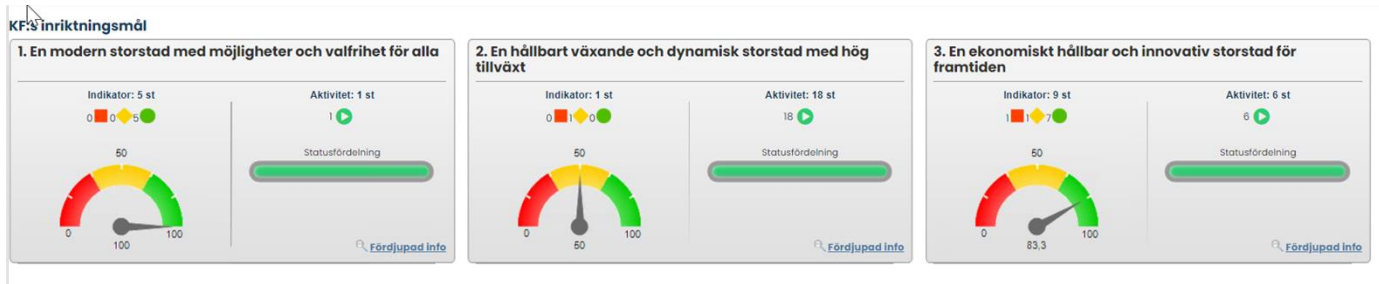 KF:s inriktningsmål
1. En modern storstad med möjligheter och valfrihet för alla
Indikator: 5 st
0 0 5
50
0
100
100
Aktivitet: 1 st
1
Statusfördelning
Fördjupad info
2. En hållbart växande och dynamisk storstad med hög
tillväxt
Indikator: 1 st
0 1 0
50
0
100
50
Aktivitet: 18 st
18
Statusfördelning
Fördjupad info
3. En ekonomiskt hållbar och innovativ storstad för
framtiden
Indikator: 9 st
1 1 7
50
0
100
83,3
Aktivitet: 6 st
6
Statusfördelning
Fördjupad info